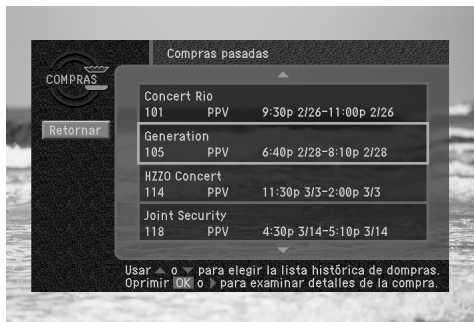 Compras pasadas
COMPRAS
Retornar
Concert Rio
101 PPV 9:30p 2/26-11:00p 2/26
Generation
105 PPV 6:40p 2/28-8:10p 2/28
HZZO Concert
114 PPV 11:30p 3/3-2:00p 3/3
Joint Security
118 PPV 4:30p 3/14-5:10p 3/14
Usar ▲ o ▼ para elegir la lista histõrica de dompras.
Oprimir OK o ▶ para examinar detalles de la compra.